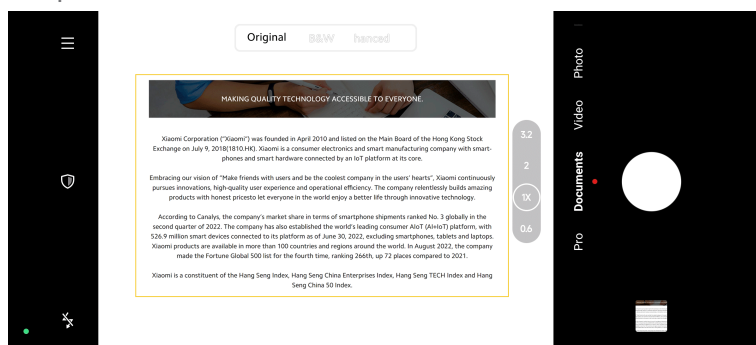 Original B&W hanced
MAKING QUALITY TECHNOLOGY ACCESSIBLE TO EVERYONE.
Xiaomi Corporation ("Xiaomi") was founded in April 2010 and listed on the Main Board of the Hong Kong Stock
Exchange on July 9, 2018(1810.HK). Xiaomi is a consumer electronics and smart manufacturing company with smart-
phones and smart hardware connected by an IoT platform at its core.
Embracing our vision of "Make friends with users and be the coolest company in the users' hearts", Xiaomi continuously
pursues innovations, high-quality user experience and operational efficiency. The company relentlessly builds amazing
products with honest pricesto let everyone in the world enjoy a better life through innovative technology.
According to Canalys, the company's market share in terms of smartphone shipments ranked No. 3 globally in the
second quarter of 2022. The company has also established the world's leading consumer AIoT (AI+IoT) platform, with
526.9 million smart devices connected to its platform as of June 30, 2022, excluding smartphones, tablets and laptops.
Xiaomi products are available in more than 100 countries and regions around the world. In August 2022, the company
made the Fortune Global 500 list for the fourth time, ranking 266th, up 72 places compared to 2021.
Xiaomi is a constituent of the Hang Seng Index, Hang Seng China Enterprises Index, Hang Seng TECH Index and Hang
Seng China 50 Index.
3.2
2
1X
0.6
Photo
Video
Documents
Pro